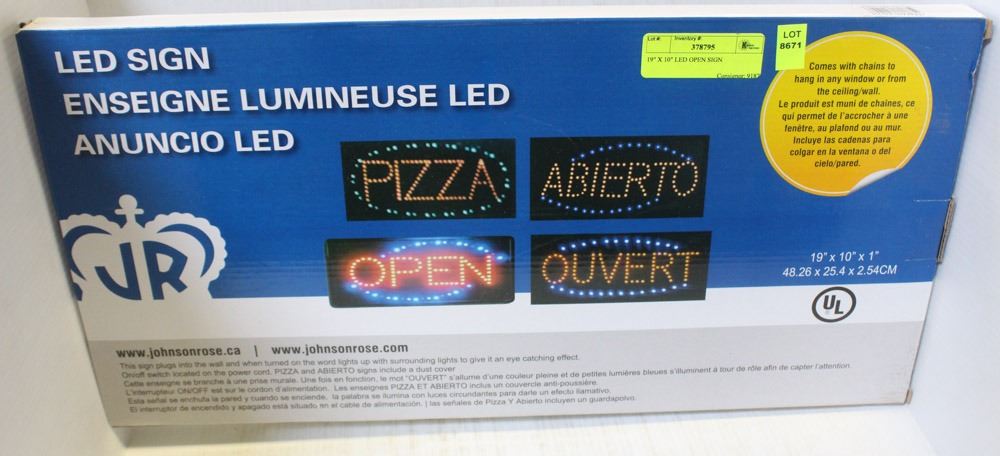 LED SIGN
ENSEIGNE LUMINEUSE LED
ANUNCIO LED
Lot #: Inventory #:
378795
19" X 10" LED OPEN SIGN
Consignor: 9187
LOT
8671
Comes with chains to
hang in any window or from
the ceiling/wall.
Le produit est muni de chaines, ce
qui permet de l'accrocher à une
fenêtre, au plafond ou au mur.
Incluye las cadenas para
colgar en la ventana o del
cielo/pared.
PIZZA
ABIERTO
OPEN
OUVERT
JR
19" x 10" x 1"
48.26 x 25.4 x 2.54CM
UL
www.johnsonrose.ca | www.johnsonrose.com
This sign plugs into the wall and when turned on the word lights up with surrounding lights to give it an eye catching effect.
On/off switch located on the power cord. PIZZA and ABIERTO signs include a dust cover
Cette enseigne se branche à une prise murale. Une fois en fonction, le mot "OUVERT" s'allume d'une couleur pleine et de petites lumières bleues s'illuminent à tour de rôle afin de capter l'attention.
L'interrupteur ON/OFF est sur le cordon d'alimentation. Les enseignes PIZZA ET ABIERTO inclus un couvercle anti-poussière.
Esta señal se enchufa la pared y cuando se enciende, la palabra se ilumina con luces circundantes para darle un efecto llamativo.
El interruptor de encendido y apagado está situado en el cable de alimentación. | las señales de Pizza Y Abierto incluyen un guardapolvo.